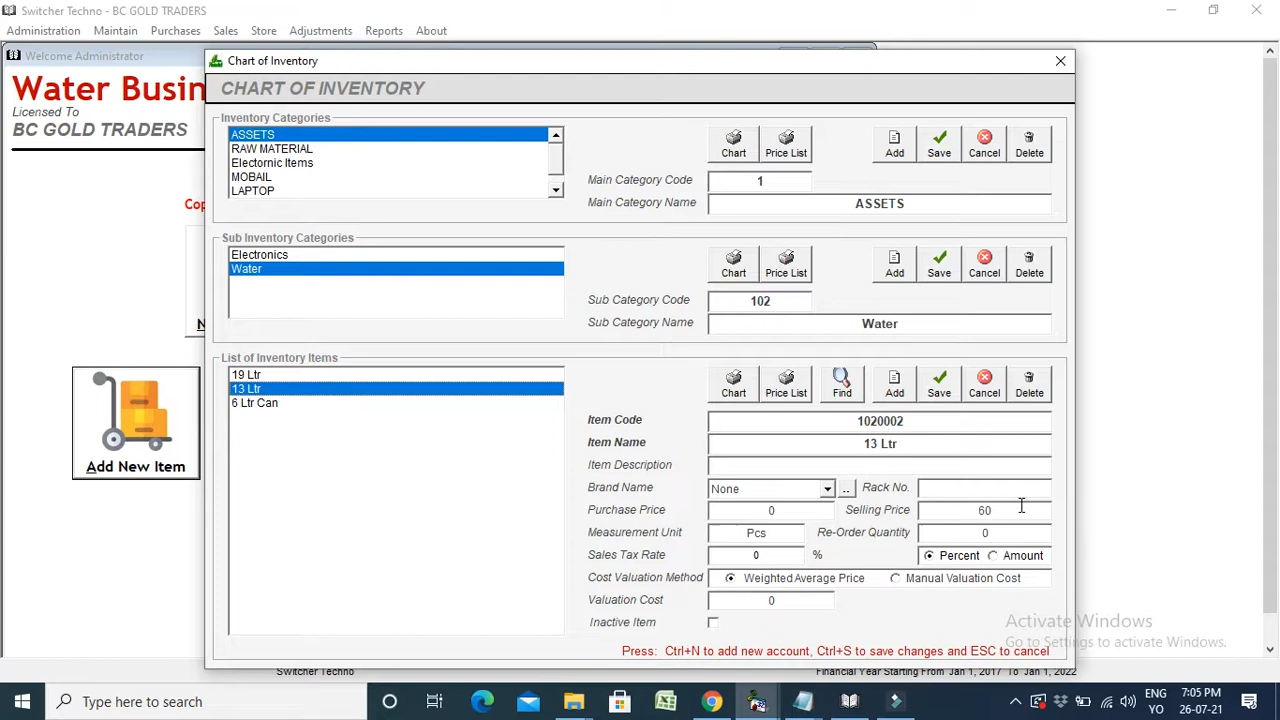 Switcher Techno - BC GOLD TRADERS
Administration Maintain Purchases Sales Store Adjustments Reports About
Welcome Administrator
Water Busin
Licensed To
BC GOLD TRADERS
Cop
N
Add New Item
Chart of Inventory
CHART OF INVENTORY
Inventory Categories
ASSETS
RAW MATERIAL
Electornic Items
MOBAIL
LAPTOP
Chart Price List Add Save Cancel Delete
Main Category Code 1
Main Category Name ASSETS
Sub Inventory Categories
Electronics
Water
Chart Price List Add Save Cancel Delete
Sub Category Code 102
Sub Category Name Water
List of Inventory Items
19 Ltr
13 Ltr
6 Ltr Can
Chart Price List Find Add Save Cancel Delete
Item Code 1020002
Item Name 13 Ltr
Item Description
Brand Name None .. Rack No.
Purchase Price 0 Selling Price 60
Measurement Unit Pcs Re-Order Quantity 0
Sales Tax Rate 0 % Percent Amount
Cost Valuation Method Weighted Average Price Manual Valuation Cost
Valuation Cost 0
Inactive Item
Press: Ctrl+N to add new account, Ctrl+S to save changes and ESC to cancel
Activate Windows
Go to Settings to activate Windows.
Switcher Techno Financial Year Starting From Jan 1, 2017 To Jan 1, 2022
Type here to search
ENG
YO
7:05 PM
26-07-21